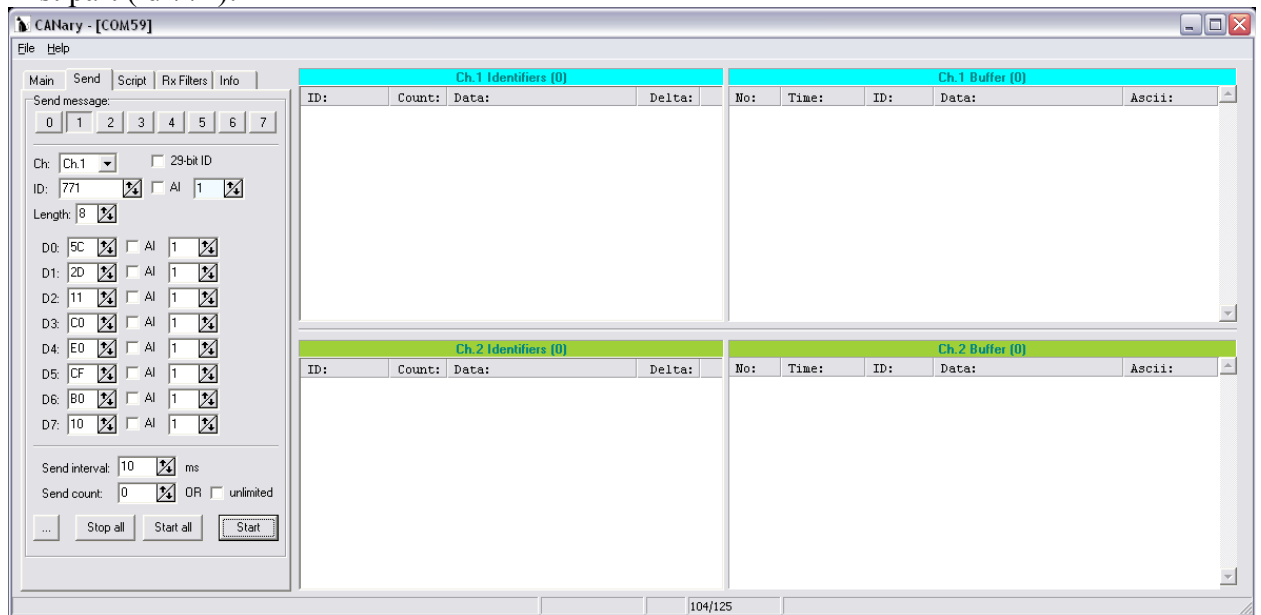 CANary - [COM59]
File Help
Main Send Script Rx Filters Info
Send message:
0 1 2 3 4 5 6 7
Ch: Ch.1 29-bit ID
ID: 771 AI 1
Length: 8
D0: 5C AI 1
D1: 2D AI 1
D2: 11 AI 1
D3: C0 AI 1
D4: E0 AI 1
D5: CF AI 1
D6: B0 AI 1
D7: 10 AI 1
Send interval: 10 ms
Send count: 0 OR unlimited
... Stop all Start all Start
Ch.1 Identifiers (0)
ID: Count: Data: Delta:
Ch.1 Buffer (0)
No: Time: ID: Data: Ascii:
Ch.2 Identifiers (0)
ID: Count: Data: Delta:
Ch.2 Buffer (0)
No: Time: ID: Data: Ascii:
104/125